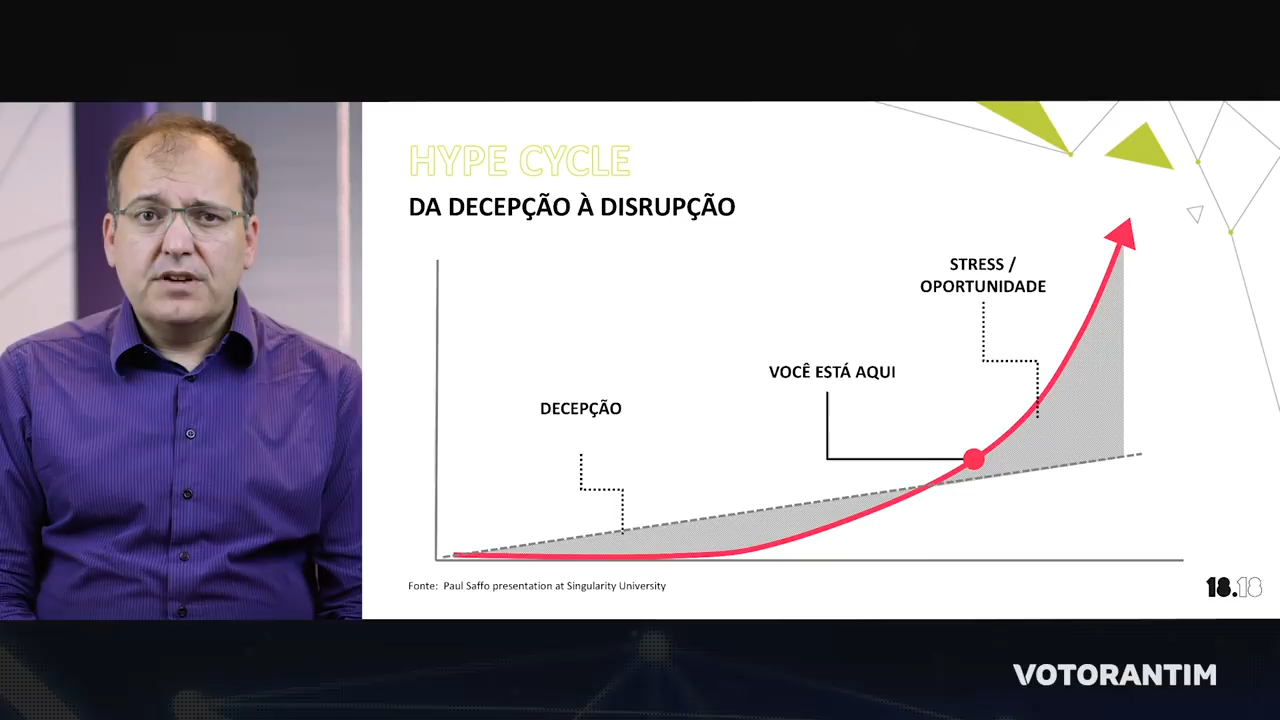 HYPE CYCLE
DA DECEPÇÃO À DISRUPÇÃO
STRESS /
OPORTUNIDADE
VOCÊ ESTÁ AQUI
DECEPÇÃO
Fonte: Paul Saffo presentation at Singularity University
18.18
VOTORANTIM